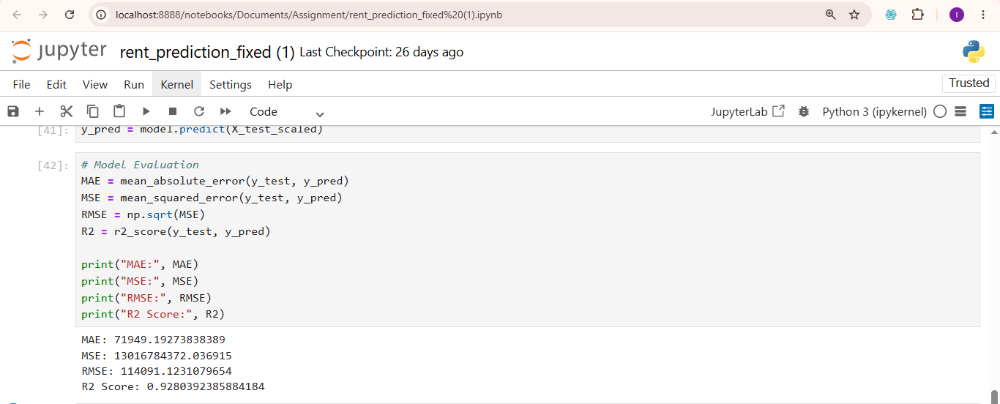 localhost:8888/notebooks/Documents/Assignment/rent_prediction_fixed%20(1).ipynb
I
jupyter rent_prediction_fixed (1) Last Checkpoint: 26 days ago
File Edit View Run Kernel Settings Help
Trusted
Code
JupyterLab
Python 3 (ipykernel)
[41]: y_pred = model.predict(X_test_scaled)
[42]: # Model Evaluation
MAE = mean_absolute_error(y_test, y_pred)
MSE = mean_squared_error(y_test, y_pred)
RMSE = np.sqrt(MSE)
R2 = r2_score(y_test, y_pred)
print("MAE:", MAE)
print("MSE:", MSE)
print("RMSE:", RMSE)
print("R2 Score:", R2)
MAE: 71949.19273838389
MSE: 13016784372.036915
RMSE: 114091.1231079654
R2 Score: 0.9280392385884184